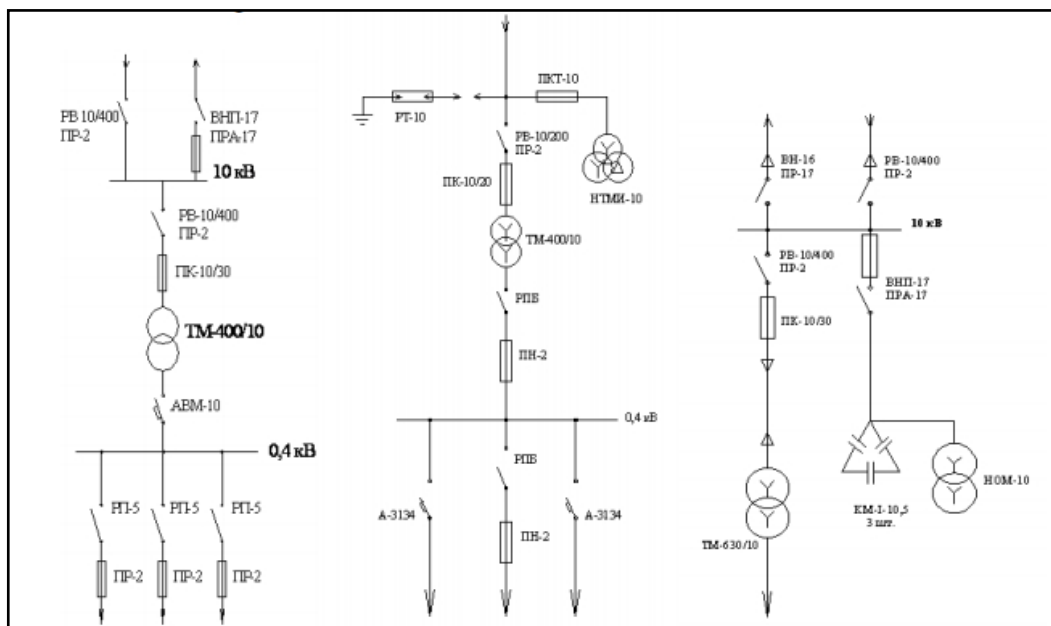 РВ-10/400
ПР-2
ВНП-17
ПРА-17
10 кВ
РВ-10/400
ПР-2
ПК-10/30
ТМ-400/10
АВМ-10
0,4 кВ
РП-5
РП-5
РП-5
ПР-2
ПР-2
ПР-2
ПКТ-10
РТ-10
РВ-10/200
ПР-2
ПК-10/20
НТМИ-10
ТМ-400/10
РПБ
ПН-2
0,4 кВ
РПБ
А-3134
А-3134
ПН-2
ВН-16
ПР-17
РВ-10/400
ПР-2
10 кВ
РВ-10/400
ПР-2
ВНП-17
ПРА-17
ПК-10/30
НОМ-10
КМ-I-10,5
3 шт.
ТМ-630/10